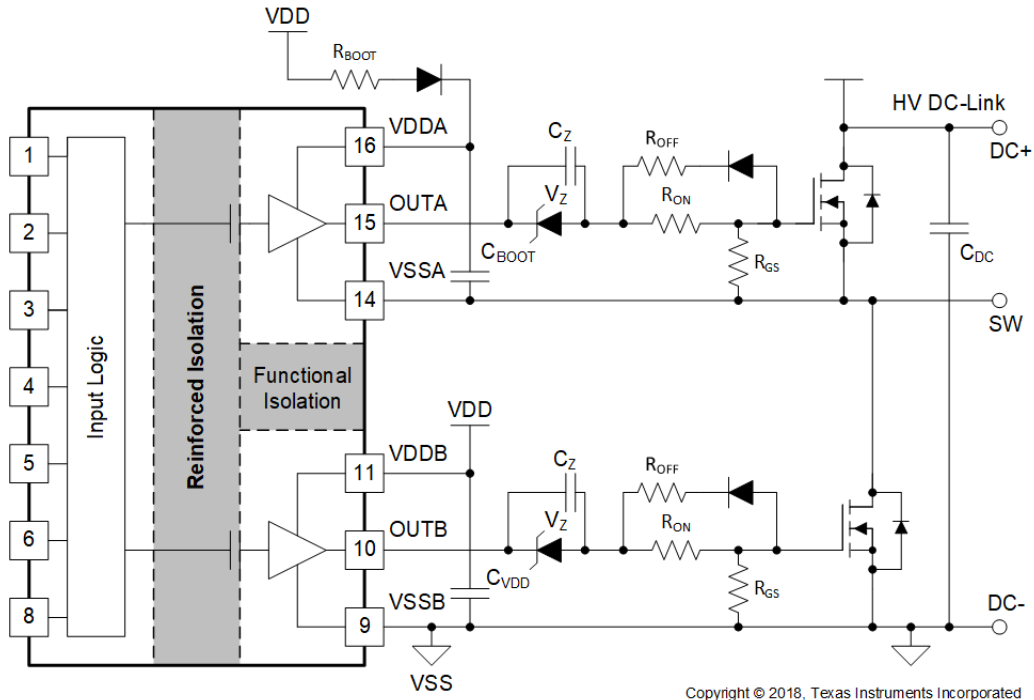 VDD
RBOOT
HV DC-Link
DC+
1
2
3
4
5
6
8
Input Logic
Reinforced Isolation
Functional
Isolation
16
VDDA
15
OUTA
VSSA
14
CBOOT
CZ
VZ
ROFF
RON
RGS
CDC
SW
VDD
11
VDDB
10
OUTB
VSSB
9
CVDD
CZ
VZ
ROFF
RON
RGS
DC-
VSS
Copyright © 2018, Texas Instruments Incorporated